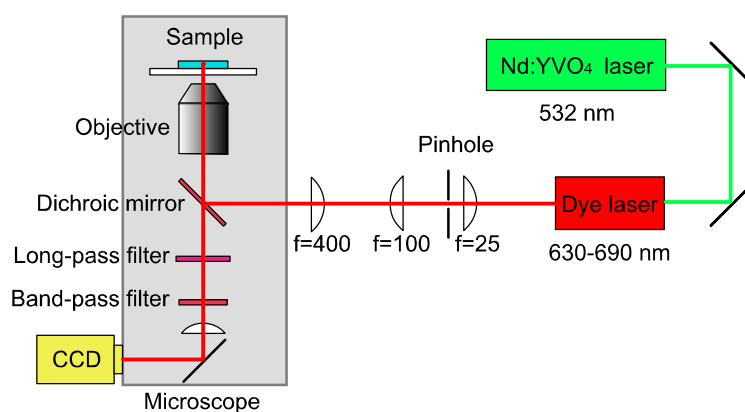 Sample
Nd:YVO₄ laser
532 nm
Objective
Pinhole
Dichroic mirror
Dye laser
f=400
f=100
f=25
630-690 nm
Long-pass filter
Band-pass filter
CCD
Microscope